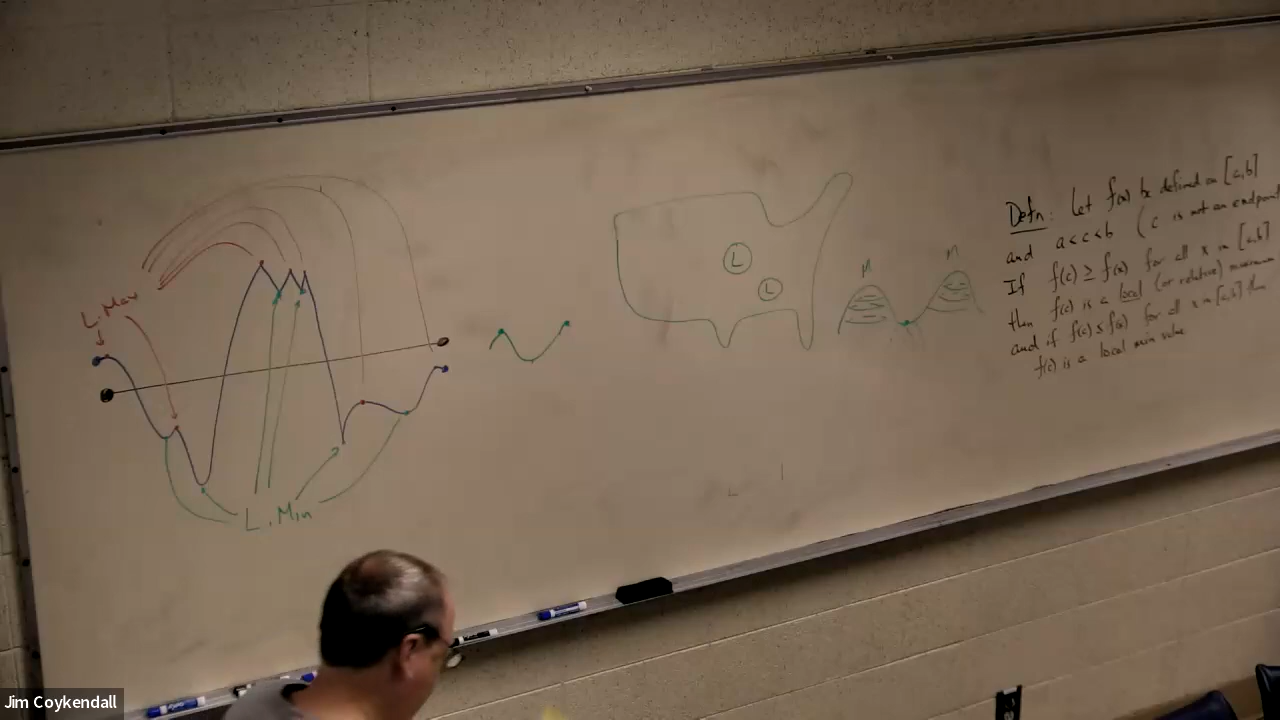 L. Max
L. Min
L
L
M
M
Defn: Let f(x) be defined on [a,b]
and a<c<b (c is not an endpoint
If f(c) ≥ f(x) for all x in [a,b]
then f(c) is a local (or relative) maximum
and if f(c) ≤ f(x) for all x in [a,b] then
f(c) is a local min value
Jim Coykendall